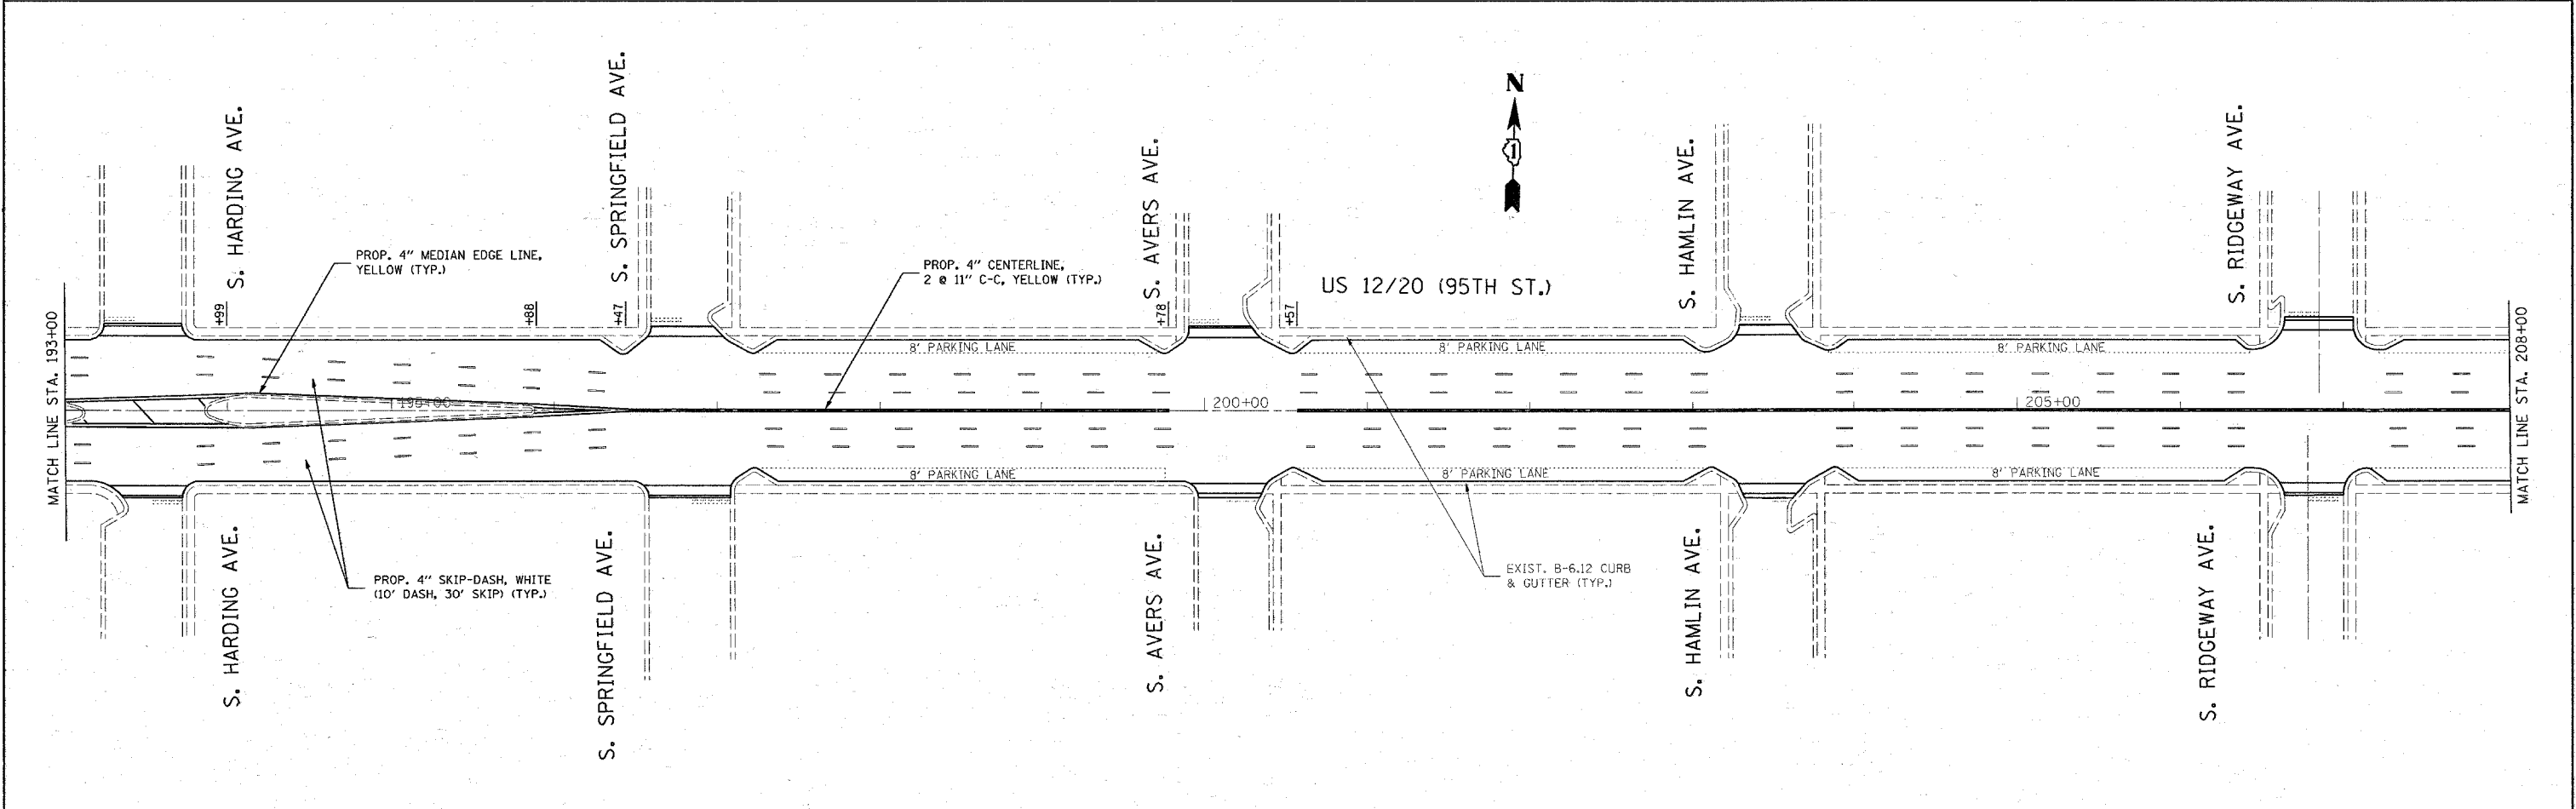 N
1
S. HARDING AVE.
S. SPRINGFIELD AVE.
S. AVERS AVE.
S. HAMLIN AVE.
S. RIDGEWAY AVE.
PROP. 4" MEDIAN EDGE LINE,
YELLOW (TYP.)
PROP. 4" CENTERLINE,
2 @ 11" C-C, YELLOW (TYP.)
US 12/20 (95TH ST.)
+99
+88
+47
+78
+57
MATCH LINE STA. 193+00
MATCH LINE STA. 208+00
8' PARKING LANE
8' PARKING LANE
8' PARKING LANE
195+00
200+00
205+00
8' PARKING LANE
8' PARKING LANE
8' PARKING LANE
PROP. 4" SKIP-DASH, WHITE
(10' DASH, 30' SKIP) (TYP.)
EXIST. B-6.12 CURB
& GUTTER (TYP.)
S. HARDING AVE.
S. SPRINGFIELD AVE.
S. AVERS AVE.
S. HAMLIN AVE.
S. RIDGEWAY AVE.